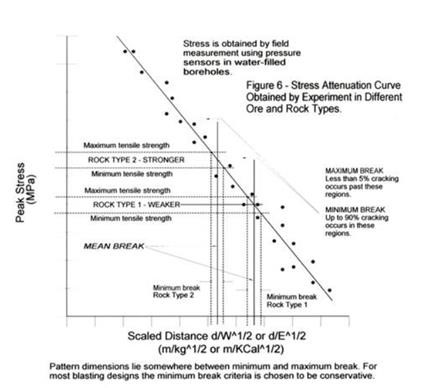 Stress is obtained by field
measurement using pressure
sensors in water-filled
boreholes.
Figure 6 - Stress Attenuation Curve
Obtained by Experiment in Different
Ore and Rock Types.
Maximum tensile strength
ROCK TYPE 2 - STRONGER
Minimum tensile strength
Maximum tensile strength
ROCK TYPE 1 - WEAKER
Minimum tensile strength
MAXIMUM BREAK
Less than 5% cracking
occurs past these
regions.
MINIMUM BREAK
Up to 90% cracking
occurs in these
regions.
Peak Stress
(MPa)
MEAN BREAK
Minimum break
Rock Type 2
Minimum break
Rock Type 1
Scaled Distance d/W^1/2 or d/E^1/2
(m/kg^1/2 or m/KCal^1/2)
Pattern dimensions lie somewhere between minimum and maximum break. For
most blasting designs the minimum break criteria is chosen to be conservative.